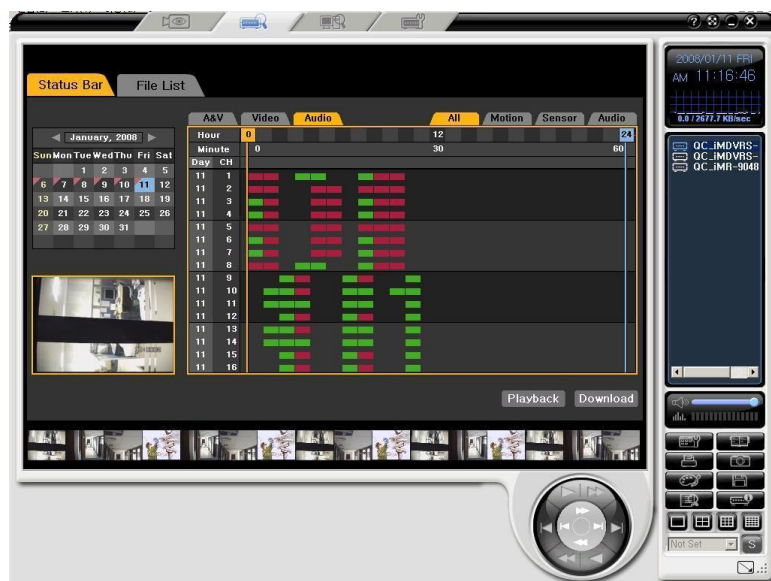 2008/01/11 FRI
AM 11:16:46
0.0 / 2677.7 KB/sec
Status Bar
File List
A&V
Video
Audio
All
Motion
Sensor
Audio
January, 2008
Sun Mon Tue Wed Thu Fri Sat
1 2 3 4 5
6 7 8 9 10 11 12
13 14 15 16 17 18 19
20 21 22 23 24 25 26
27 28 29 30 31
Hour 0 12 24
Minute 0 30 60
Day CH
11 1
11 2
11 3
11 4
11 5
11 6
11 7
11 8
11 9
11 10
11 11
11 12
11 13
11 14
11 15
11 16
QC_iMDVRS-
QC_iMDVRS-
QC_iMR-9048
Playback
Download
Not Set
S